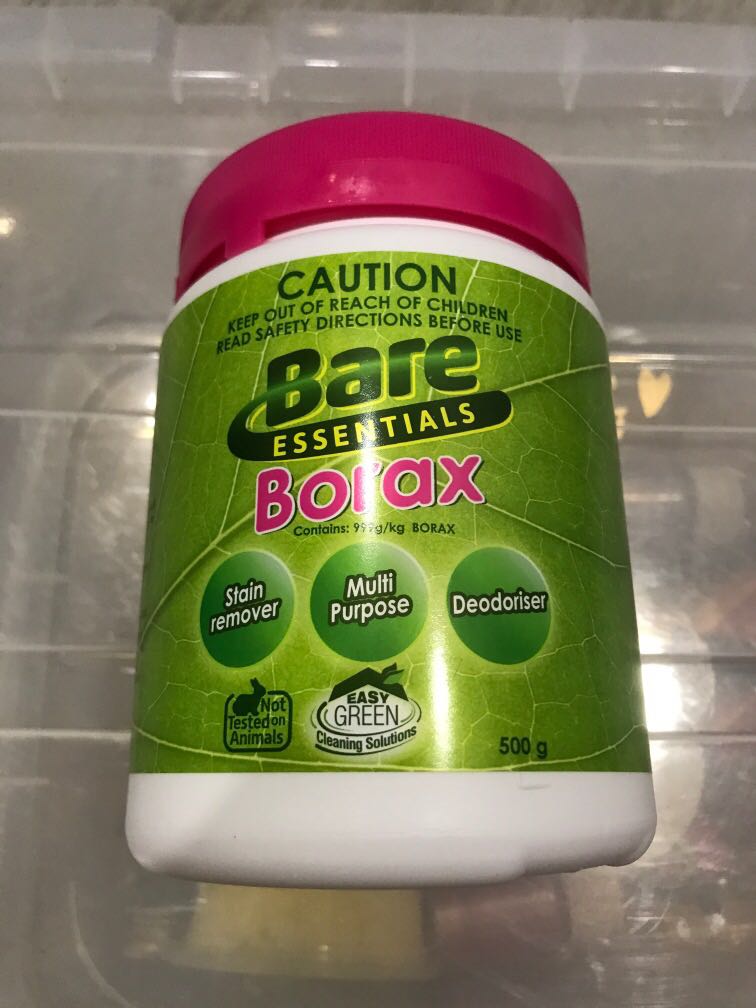 CAUTION
KEEP OUT OF REACH OF CHILDREN
READ SAFETY DIRECTIONS BEFORE USE
Bare
ESSENTIALS
Borax
Contains: 999g/kg BORAX
Stain
remover
Multi
Purpose
Deodoriser
Not
Tested on
Animals
EASY
GREEN
Cleaning Solutions
500 g